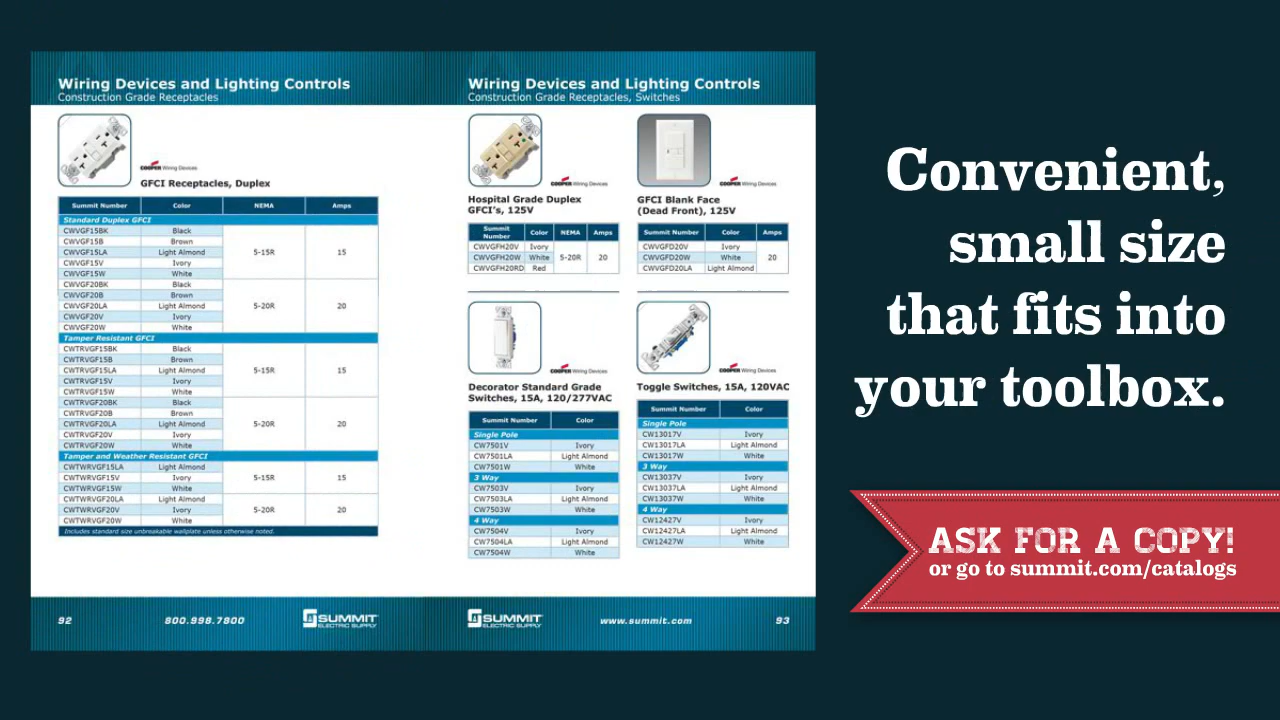 Wiring Devices and Lighting Controls
Construction Grade Receptacles
COOPER Wiring Devices
GFCI Receptacles, Duplex
Summit Number Color NEMA Amps
Standard Duplex GFCI
CWVGF15BK Black
CWVGF15B Brown
CWVGF15LA Light Almond 5-15R 15
CWVGF15V Ivory
CWVGF15W White
CWVGF20BK Black
CWVGF20B Brown
CWVGF20LA Light Almond 5-20R 20
CWVGF20V Ivory
CWVGF20W White
Tamper Resistant GFCI
CWTRVGF15BK Black
CWTRVGF15B Brown
CWTRVGF15LA Light Almond 5-15R 15
CWTRVGF15V Ivory
CWTRVGF15W White
CWTRVGF20BK Black
CWTRVGF20B Brown
CWTRVGF20LA Light Almond 5-20R 20
CWTRVGF20V Ivory
CWTRVGF20W White
Tamper and Weather Resistant GFCI
CWTWRVGF15LA Light Almond
CWTWRVGF15V Ivory 5-15R 15
CWTWRVGF15W White
CWTWRVGF20LA Light Almond
CWTWRVGF20V Ivory 5-20R 20
CWTWRVGF20W White
Includes standard size unbreakable wallplate unless otherwise noted.
92 800.998.7800 SUMMIT
ELECTRIC SUPPLY
Wiring Devices and Lighting Controls
Construction Grade Receptacles, Switches
COOPER Wiring Devices
Hospital Grade Duplex
GFCI's, 125V
Summit
Number Color NEMA Amps
CWVGFH20V Ivory
CWVGFH20W White 5-20R 20
CWVGFH20RD Red
COOPER Wiring Devices
GFCI Blank Face
(Dead Front), 125V
Summit Number Color Amps
CWVGFD20V Ivory
CWVGFD20W White 20
CWVGFD20LA Light Almond
COOPER Wiring Devices
Decorator Standard Grade
Switches, 15A, 120/277VAC
Summit Number Color
Single Pole
CW7501V Ivory
CW7501LA Light Almond
CW7501W White
3 Way
CW7503V Ivory
CW7503LA Light Almond
CW7503W White
4 Way
CW7504V Ivory
CW7504LA Light Almond
CW7504W White
COOPER Wiring Devices
Toggle Switches, 15A, 120VAC
Summit Number Color
Single Pole
CW13017V Ivory
CW13017LA Light Almond
CW13017W White
3 Way
CW13037V Ivory
CW13037LA Light Almond
CW13037W White
4 Way
CW12427V Ivory
CW12427LA Light Almond
CW12427W White
SUMMIT
ELECTRIC SUPPLY
www.summit.com 93
Convenient,
small size
that fits into
your toolbox.
ASK FOR A COPY!
or go to summit.com/catalogs